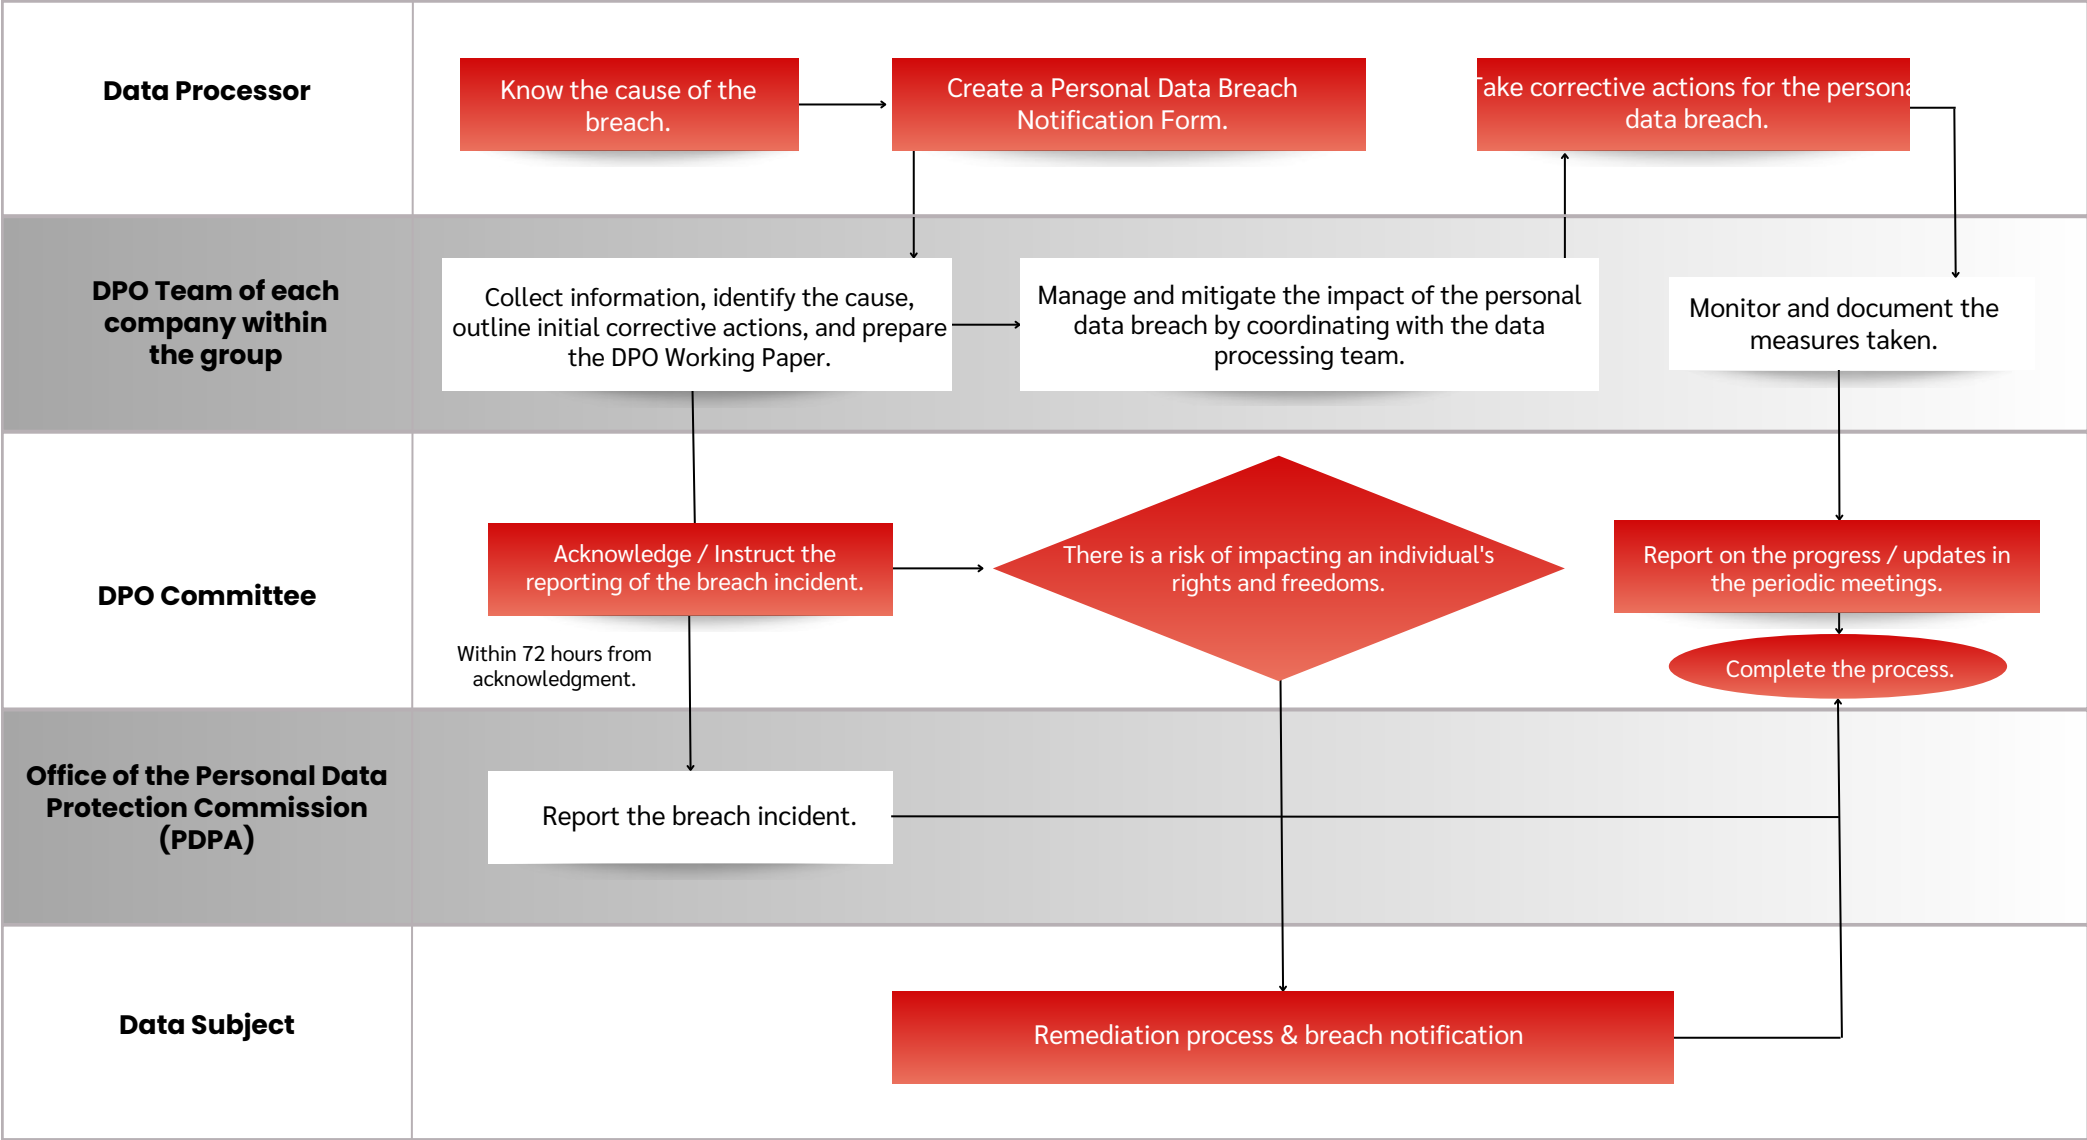 Data Processor
Know the cause of the
breach.
Create a Personal Data Breach
Notification Form.
Take corrective actions for the persona
data breach.
DPO Team of each
company within
the group
Collect information, identify the cause,
outline initial corrective actions, and prepare
the DPO Working Paper.
Manage and mitigate the impact of the personal
data breach by coordinating with the data
processing team.
Monitor and document the
measures taken.
DPO Committee
Acknowledge / Instruct the
reporting of the breach incident.
Within 72 hours from
acknowledgment.
There is a risk of impacting an individual's
rights and freedoms.
Report on the progress / updates in
the periodic meetings.
Complete the process.
Office of the Personal Data
Protection Commission
(PDPA)
Report the breach incident.
Data Subject
Remediation process & breach notification